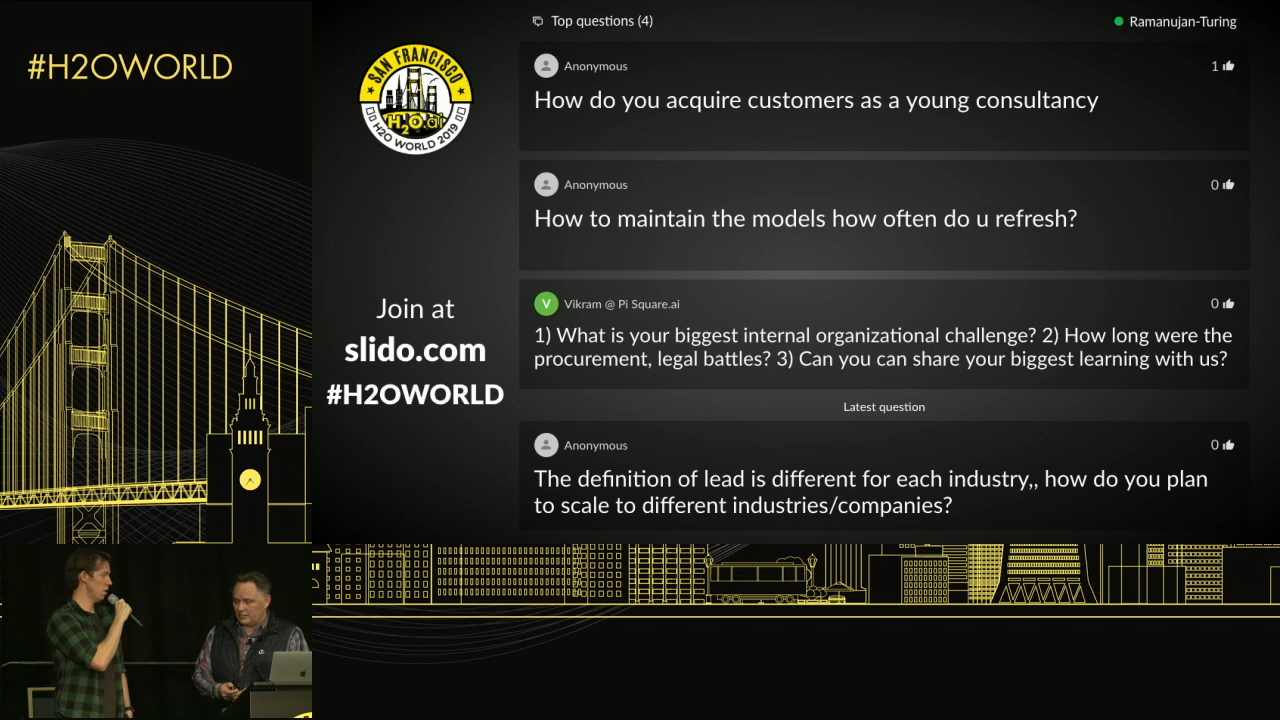 #H2OWORLD
SAN FRANCISCO
H2O.ai
H2O WORLD 2019
Join at
slido.com
#H2OWORLD
Top questions (4)
Ramanujan-Turing
Anonymous
1
How do you acquire customers as a young consultancy
Anonymous
0
How to maintain the models how often do u refresh?
V
Vikram @ Pi Square.ai
0
1) What is your biggest internal organizational challenge? 2) How long were the
procurement, legal battles? 3) Can you can share your biggest learning with us?
Latest question
Anonymous
0
The definition of lead is different for each industry,, how do you plan
to scale to different industries/companies?